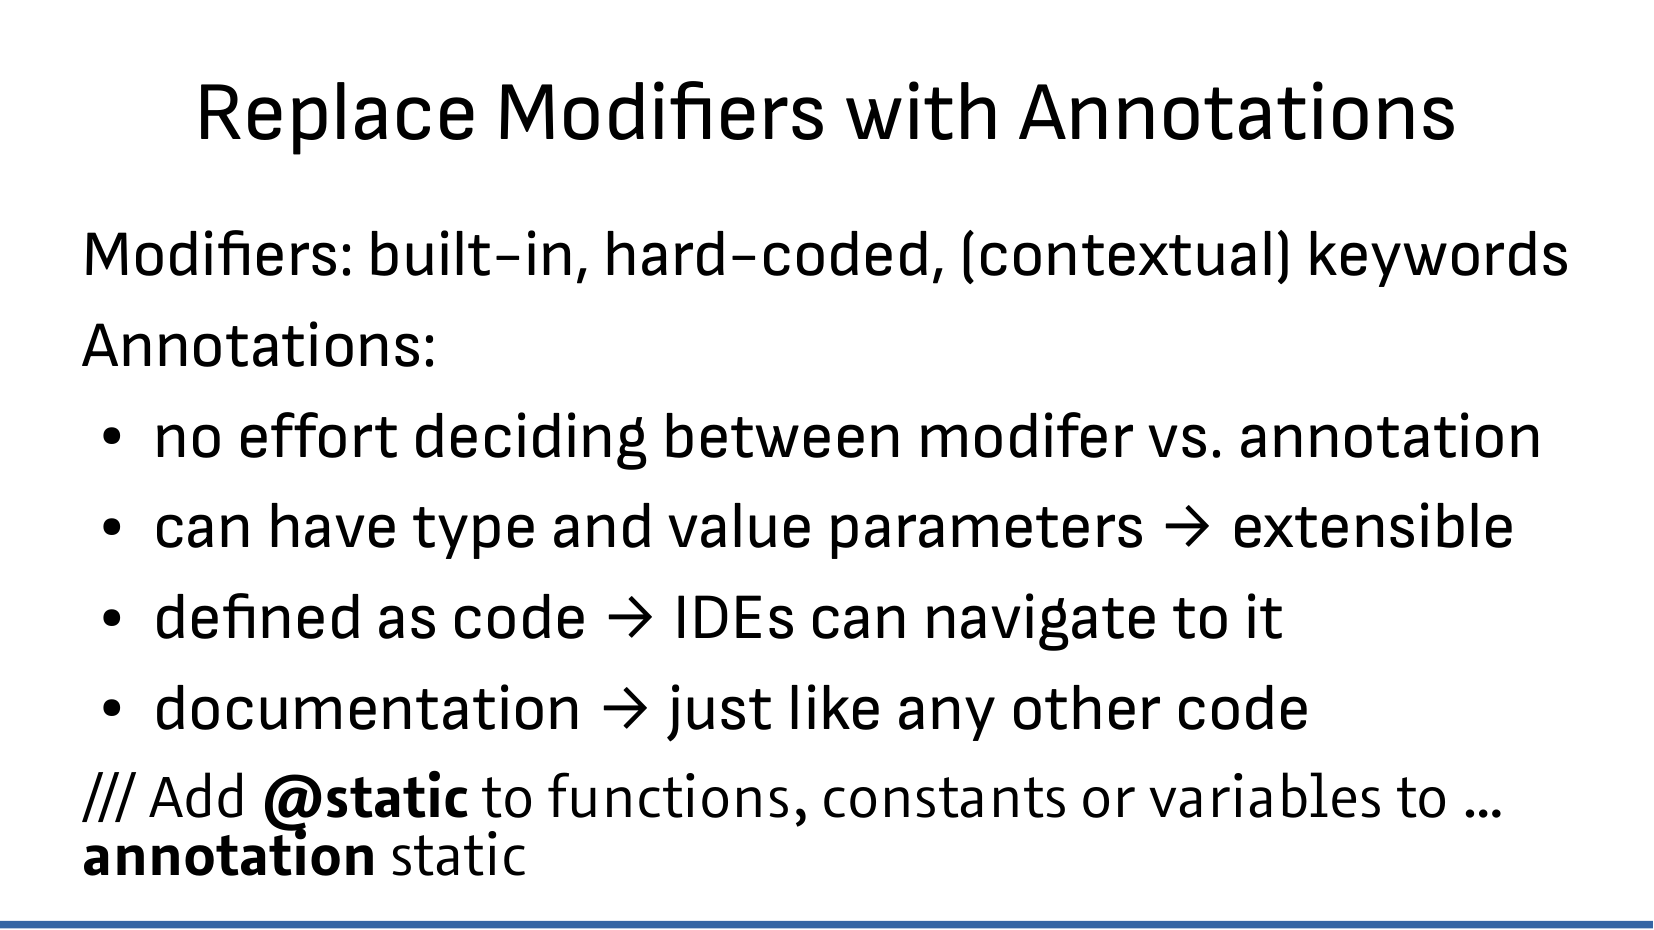 Replace Modifiers with Annotations
Modifiers: built-in, hard-coded, (contextual) keywords
Annotations:
• no effort deciding between modifer vs. annotation
• can have type and value parameters → extensible
• defined as code → IDEs can navigate to it
• documentation → just like any other code
/// Add @static to functions, constants or variables to …
annotation static